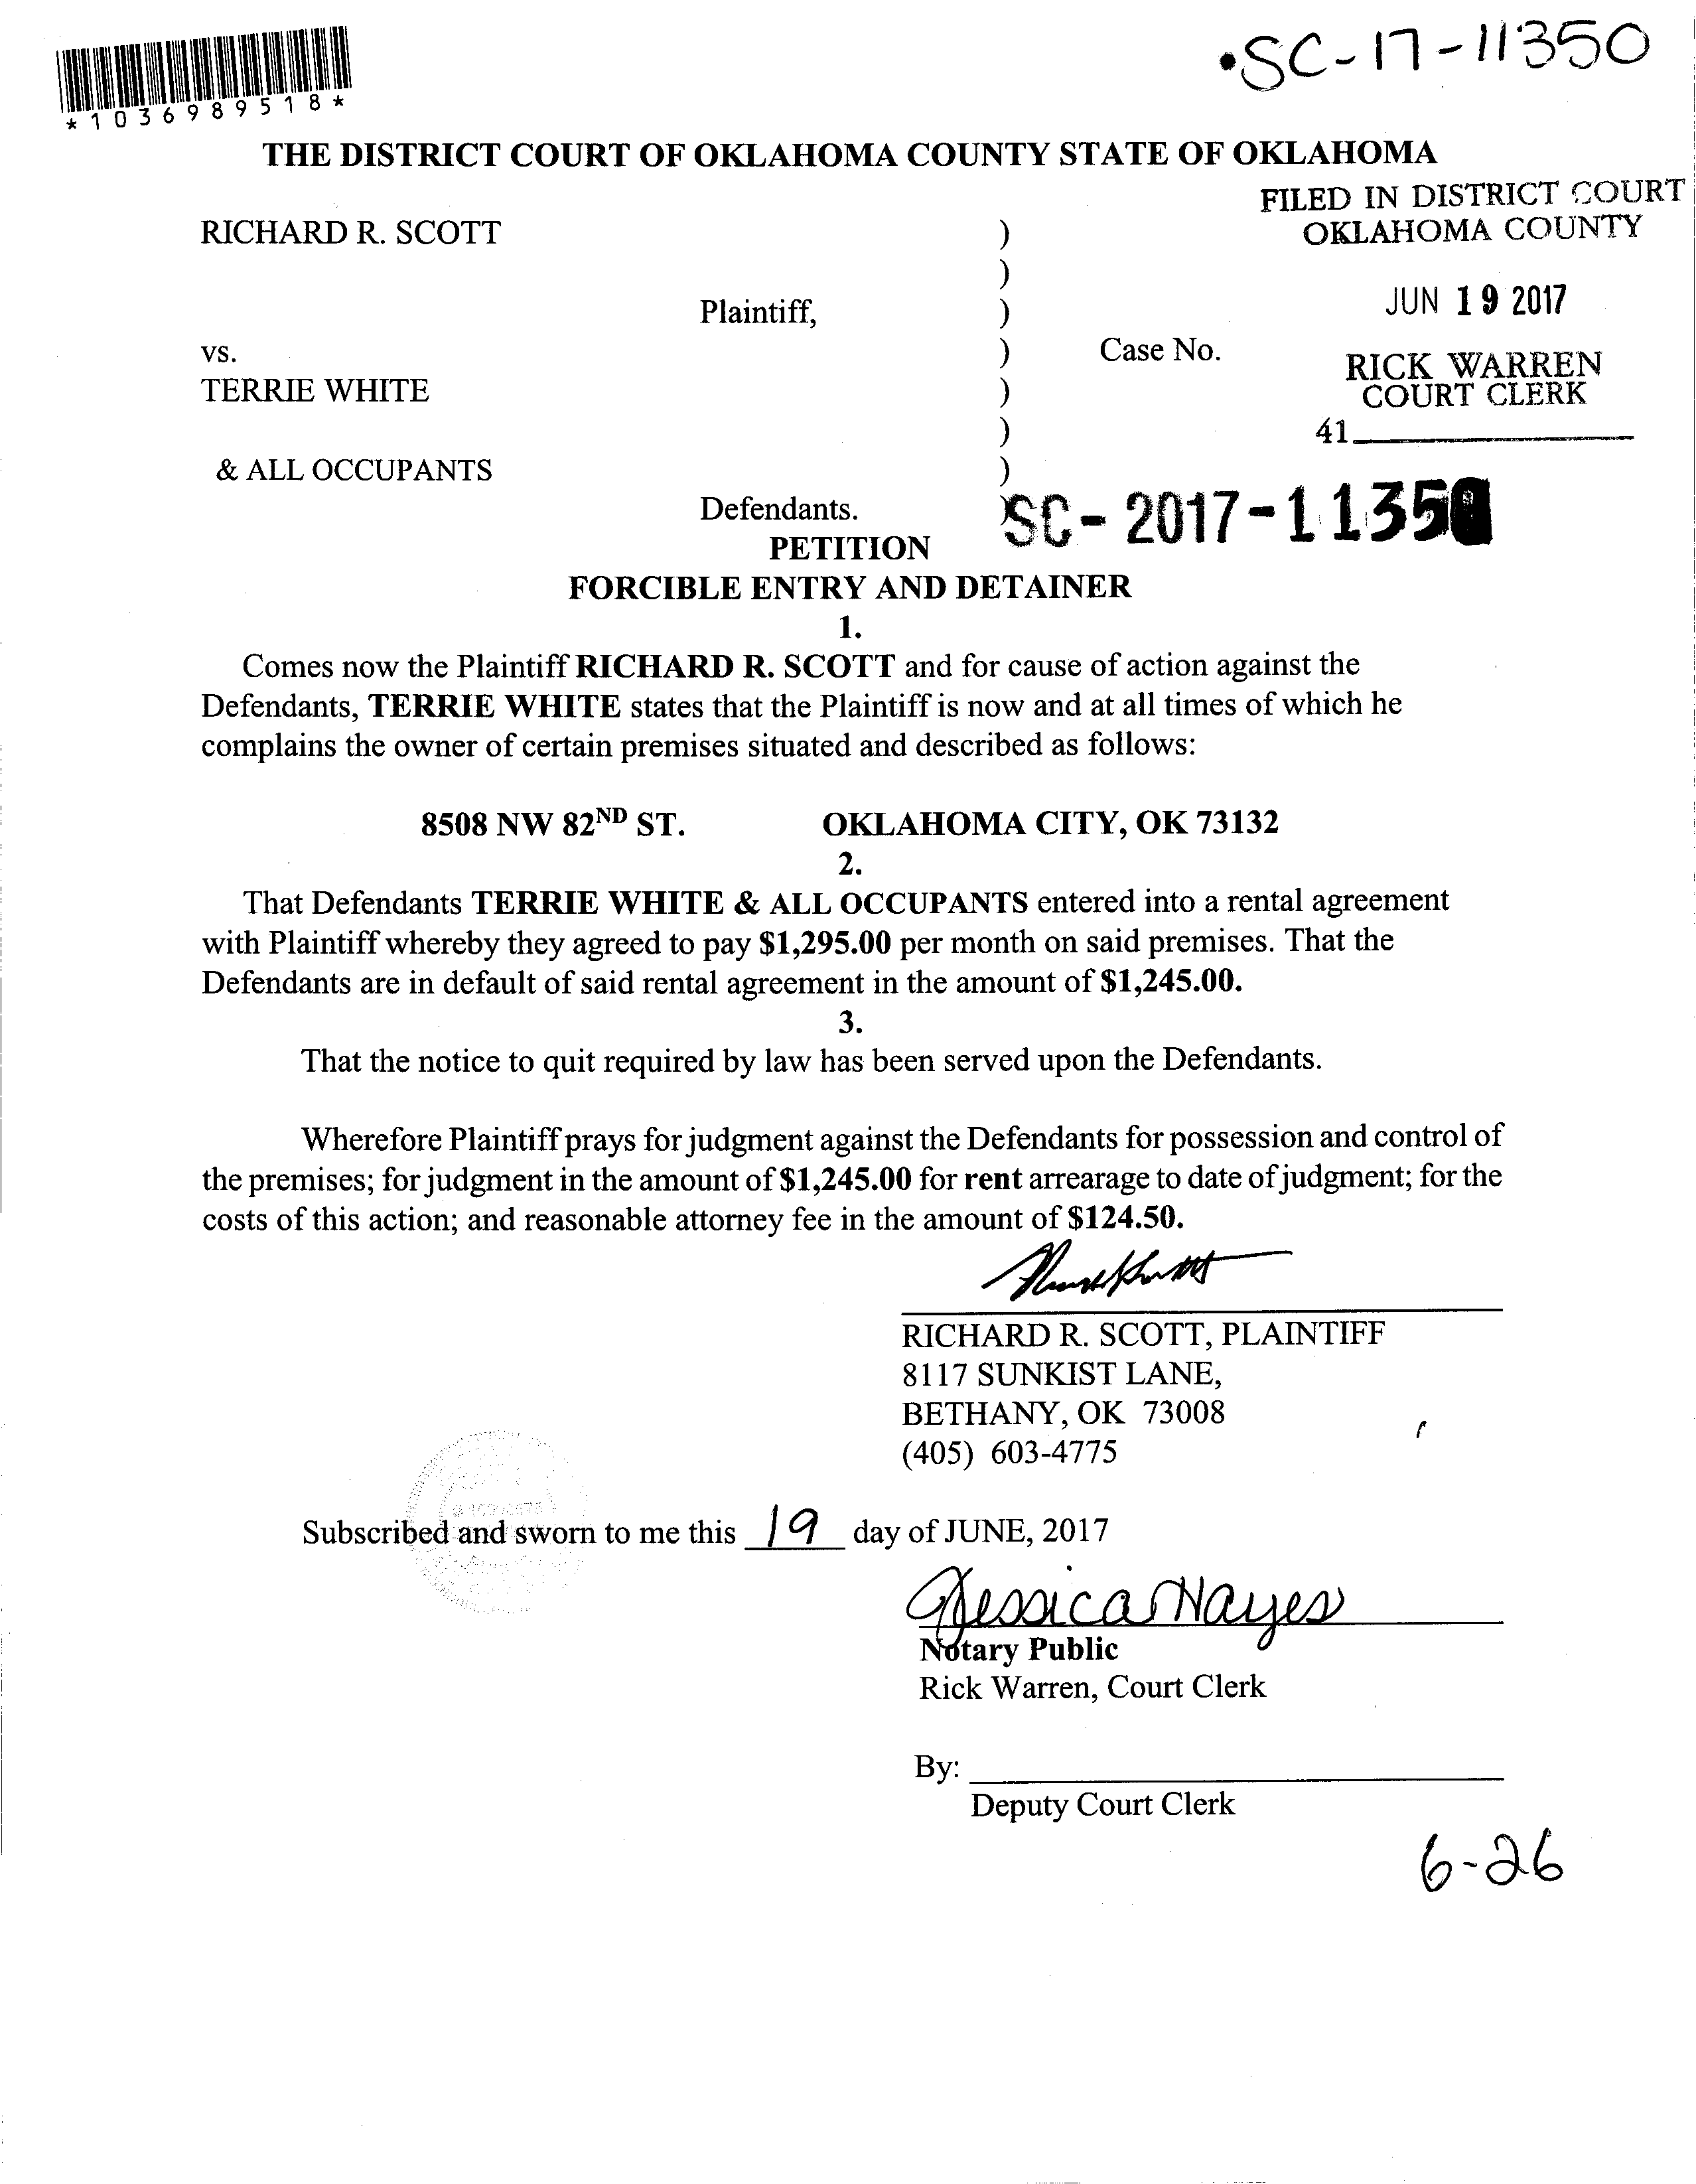 •SC-17-11350
*1036989518*
THE DISTRICT COURT OF OKLAHOMA COUNTY STATE OF OKLAHOMA
FILED IN DISTRICT COURT
OKLAHOMA COUNTY
RICHARD R. SCOTT )
)
JUN 19 2017
Plaintiff, )
vs. ) Case No.
RICK WARREN
COURT CLERK
TERRIE WHITE )
) 41
& ALL OCCUPANTS )
Defendants. ) SC-2017-11350
PETITION
FORCIBLE ENTRY AND DETAINER
1.
Comes now the Plaintiff RICHARD R. SCOTT and for cause of action against the
Defendants, TERRIE WHITE states that the Plaintiff is now and at all times of which he
complains the owner of certain premises situated and described as follows:
8508 NW 82ND ST. OKLAHOMA CITY, OK 73132
2.
That Defendants TERRIE WHITE & ALL OCCUPANTS entered into a rental agreement
with Plaintiff whereby they agreed to pay $1,295.00 per month on said premises. That the
Defendants are in default of said rental agreement in the amount of $1,245.00.
3.
That the notice to quit required by law has been served upon the Defendants.
Wherefore Plaintiff prays for judgment against the Defendants for possession and control of
the premises; for judgment in the amount of $1,245.00 for rent arrearage to date of judgment; for the
costs of this action; and reasonable attorney fee in the amount of $124.50.
RICHARD R. SCOTT, PLAINTIFF
8117 SUNKIST LANE,
BETHANY, OK 73008
(405) 603-4775
Subscribed and sworn to me this 19 day of JUNE, 2017
Jessica Hayes
Notary Public
Rick Warren, Court Clerk
By:
Deputy Court Clerk
6-26